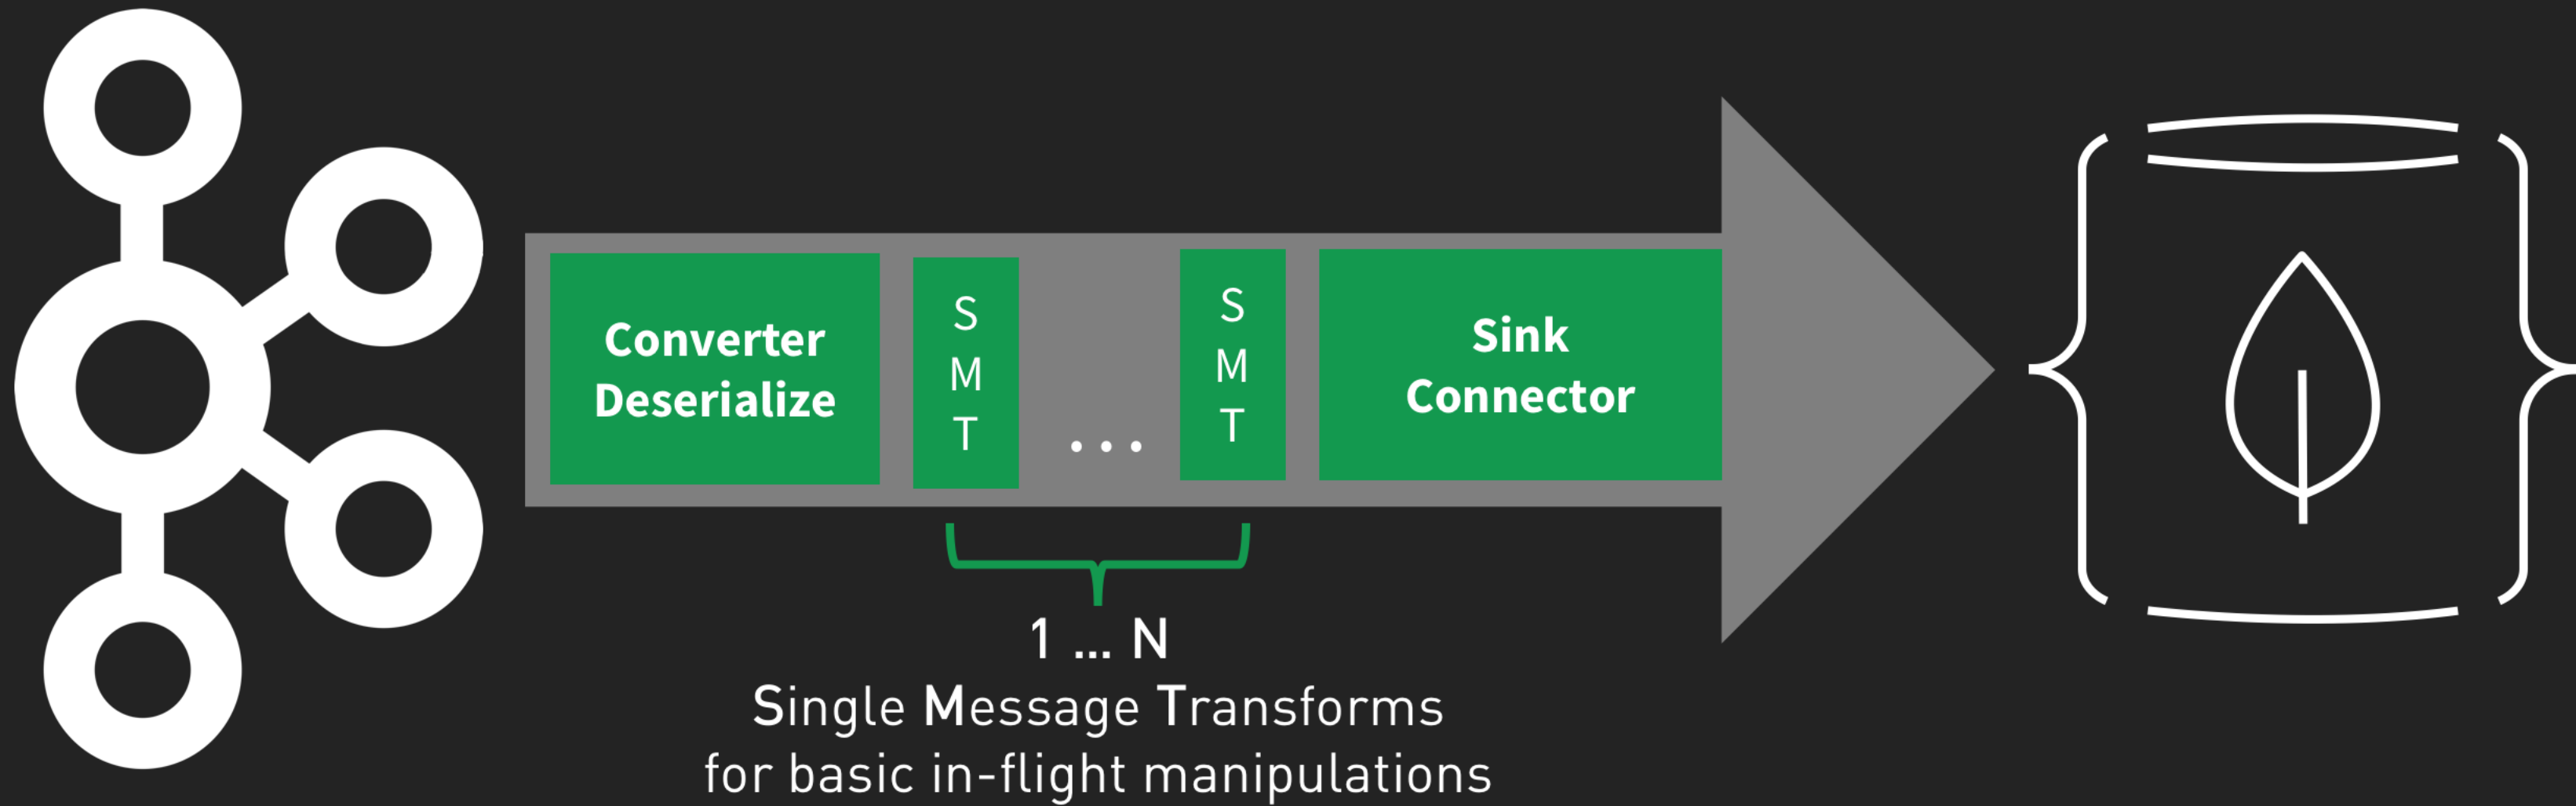 Converter
Deserialize
S
M
T
...
S
M
T
Sink
Connector
1 ... N
Single Message Transforms
for basic in-flight manipulations